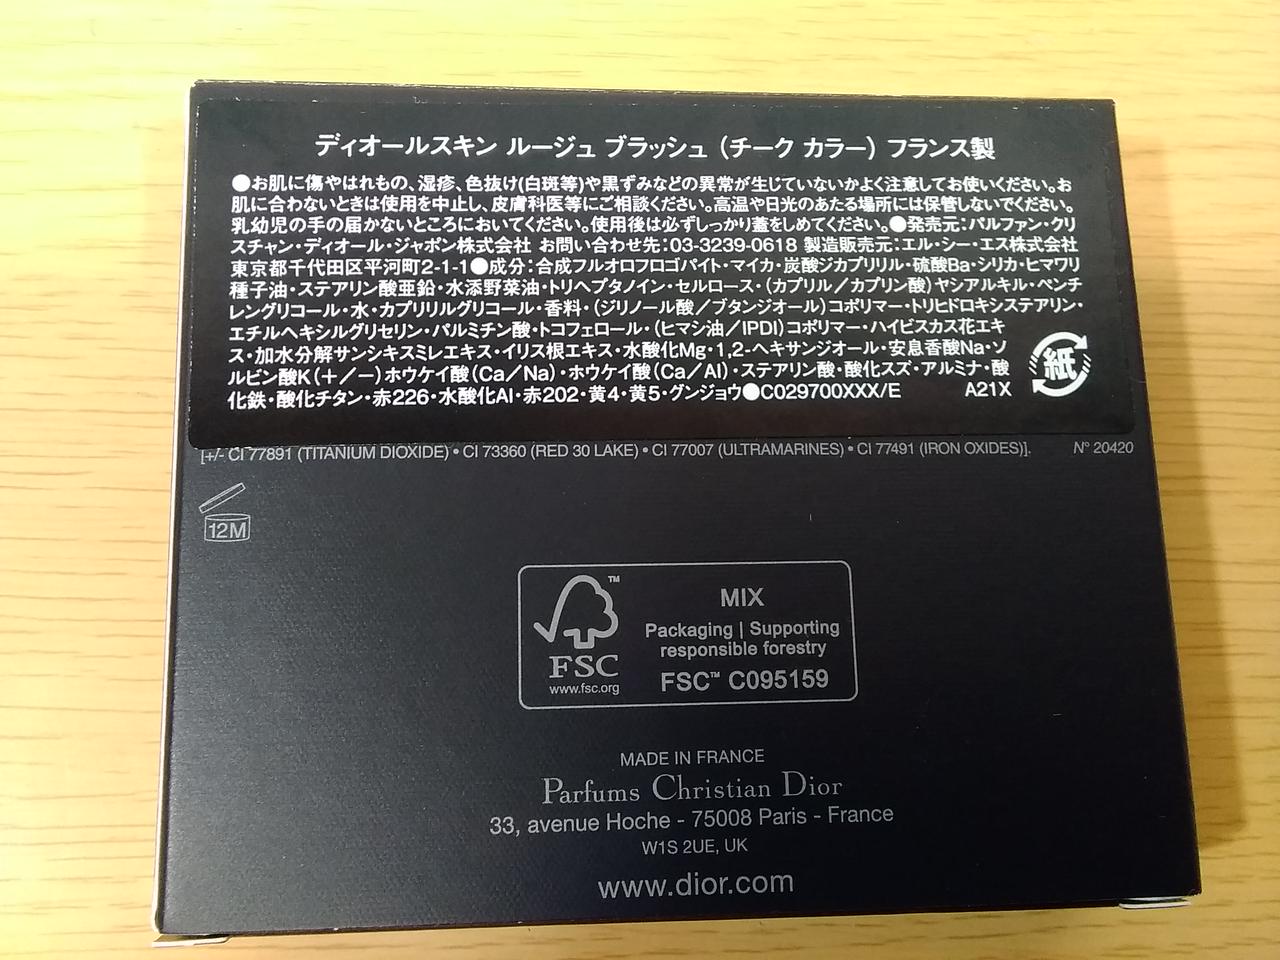 ディオールスキン ルージュ ブラッシュ (チーク カラー) フランス製
●お肌に傷やはれもの、湿疹、色抜け(白斑等)や黒ずみなどの異常が生じていないかよく注意してお使いください。お
肌に合わないときは使用を中止し、皮膚科医等にご相談ください。高温や日光のあたる場所には保管しないでください。
乳幼児の手の届かないところにおいてください。使用後は必ずしっかり蓋をしめてください。●発売元:パルファン・クリ
スチャン・ディオール・ジャポン株式会社 お問い合わせ先:03-3239-0618 製造販売元:エル・シー・エス株式会社
東京都千代田区平河町2-1-1●成分:合成フルオロフロゴパイト・マイカ・炭酸ジカプリリル・硫酸Ba・シリカ・ヒマワリ
種子油・ステアリン酸亜鉛・水添野菜油・トリヘプタノイン・セルロース・(カプリル/カプリン酸)ヤシアルキル・ペンチ
レングリコール・水・カプリリルグリコール・香料・(ジリノール酸/ブタンジオール)コポリマー・トリヒドロキシステアリン・
エチルヘキシルグリセリン・パルミチン酸・トコフェロール・(ヒマシ油/IPDI)コポリマー・ハイビスカス花エキ
ス・加水分解サンシキスミレエキス・イリス根エキス・水酸化Mg・1,2-ヘキサンジオール・安息香酸Na・ソ
ルビン酸K(+/−)ホウケイ酸(Ca/Na)・ホウケイ酸(Ca/Al)・ステアリン酸・酸化スズ・アルミナ・酸
化鉄・酸化チタン・赤226・水酸化Al・赤202・黄4・黄5・グンジョウ●C029700XXX/E A21X
紙
[+/- CI 77891 (TITANIUM DIOXIDE) • CI 73360 (RED 30 LAKE) • CI 77007 (ULTRAMARINES) • CI 77491 (IRON OXIDES)]. N° 20420
12M
MIX
Packaging | Supporting
responsible forestry
FSC™ C095159
FSC
www.fsc.org
MADE IN FRANCE
Parfums Christian Dior
33, avenue Hoche - 75008 Paris - France
W1S 2UE, UK
www.dior.com